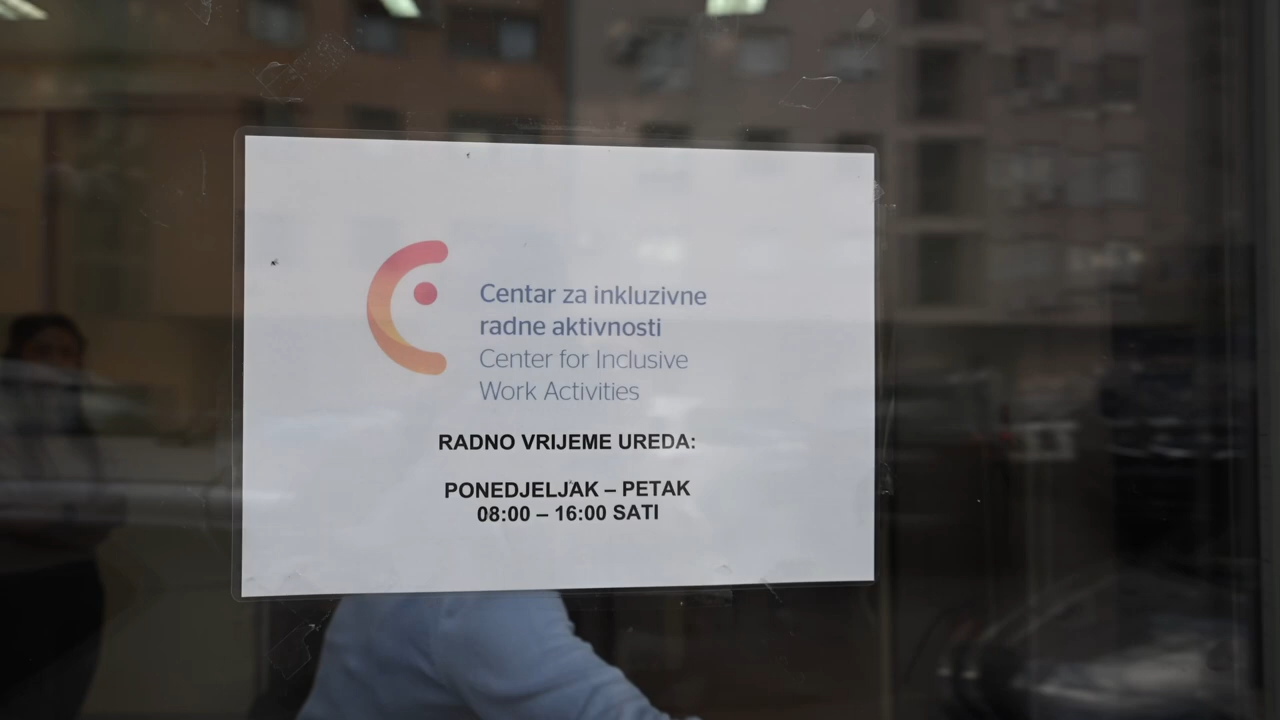 Centar za inkluzivne
radne aktivnosti
Center for Inclusive
Work Activities
RADNO VRIJEME UREDA:
PONEDJELJAK – PETAK
08:00 – 16:00 SATI